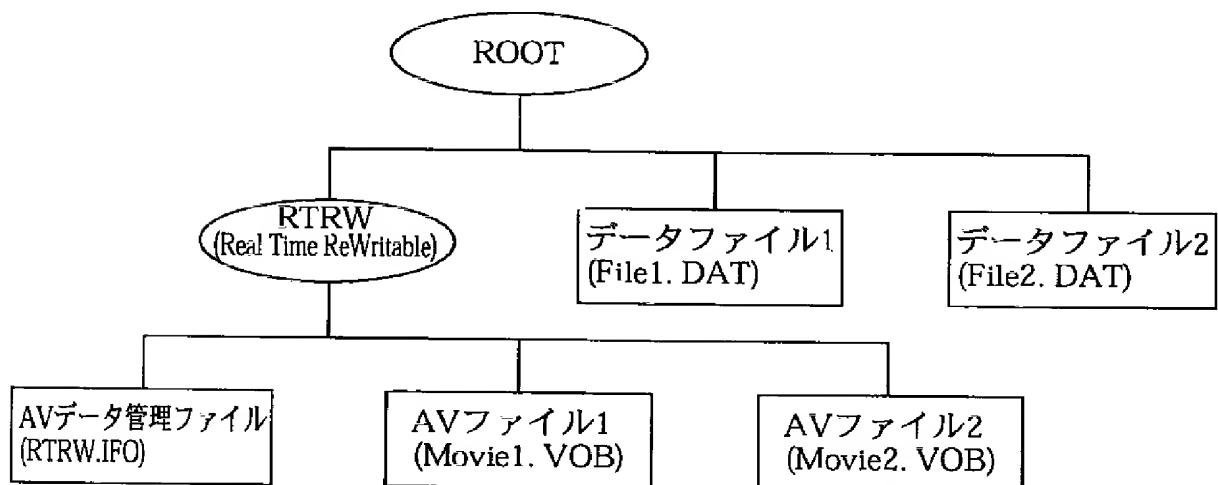 ROOT
RTRW
(Real Time ReWritable)
データファイル1
(File1. DAT)
データファイル2
(File2. DAT)
AVデータ管理ファイル
(RTRW.IFO)
AVファイル1
(Movie1. VOB)
AVファイル2
(Movie2. VOB)